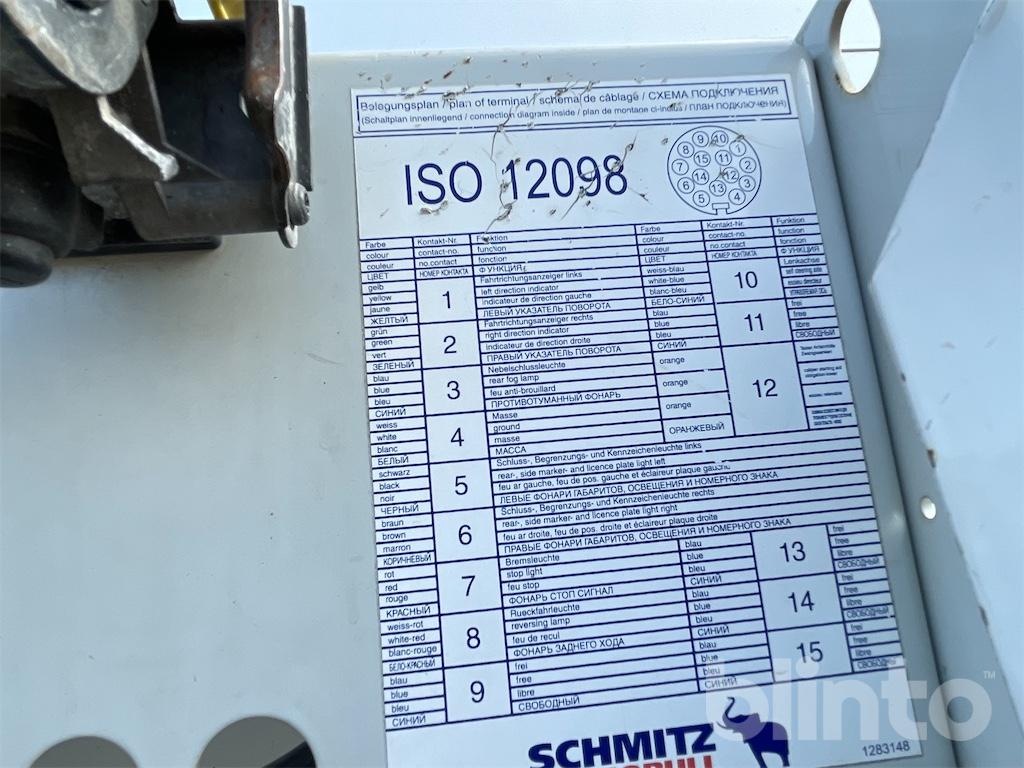 Belegungsplan / plan of terminal / schema de câblage / СХЕМА ПОДКЛЮЧЕНИЯ
(Schaltplan innenliegend / connection diagram inside / plan de montane ci-inclus / ПЛАН ПОДКЛЮЧЕНИЯ)
ISO 12098
9 10
8 1
15 11
7 2
14 12
6 3
13
5 4
Farbe Kontakt-Nr. Funktion Farbe Kontakt-Nr. Funktion
colour contact-no. function colour contact-no. function
couleur no.contact fonction couleur no.contact fonction
ЦВЕТ НОМЕР КОНТАКТА ФУНКЦИЯ ЦВЕТ НОМЕР КОНТАКТА ФУНКЦИЯ
gelb Fahrtrichtungsanzeiger links weiss-blau Lenkachse
yellow 1 left direction indicator white-blue 10 self steering axle
jaune indicateur de direction gauche blanc-bleu essieu directeur
ЖЕЛТЫЙ ЛЕВЫЙ УКАЗАТЕЛЬ ПОВОРОТА БЕЛО-СИНИЙ
grün Fahrtrichtungsanzeiger rechts blau frei
green 2 right direction indicator blue 11 free
vert indicateur de direction droite bleu libre
ЗЕЛЕНЫЙ ПРАВЫЙ УКАЗАТЕЛЬ ПОВОРОТА СИНИЙ СВОБОДНЫЙ
blau Nebelschlussleuchte orange
blue 3 rear fog lamp orange 12
bleu feu anti-brouillard orange
СИНИЙ ПРОТИВОТУМАННЫЙ ФОНАРЬ ОРАНЖЕВЫЙ
weiss Masse
white 4 ground
blanc masse
БЕЛЫЙ МАССА
schwarz Schluss-, Begrenzungs- und Kennzeichenleuchte links
black 5 rear-, side marker- and licence plate light left
noir feu ar gauche, feu de pos. gauche et éclaireur plaque gauche
ЧЕРНЫЙ ЛЕВЫЕ ФОНАРИ ГАБАРИТОВ, ОСВЕЩЕНИЯ И НОМЕРНОГО ЗНАКА
braun Schluss-, Begrenzungs- und Kennzeichenleuchte rechts
brown 6 rear-, side marker- and licence plate light right
marron feu ar droite, feu de pos. droite et éclaireur plaque droite
КОРИЧНЕВЫЙ ПРАВЫЕ ФОНАРИ ГАБАРИТОВ, ОСВЕЩЕНИЯ И НОМЕРНОГО ЗНАКА
rot Bremsleuchte blau frei
red 7 stop light blue 13 free
rouge feu stop bleu libre
КРАСНЫЙ ФОНАРЬ СТОП СИГНАЛ СИНИЙ СВОБОДНЫЙ
weiss-rot Rueckfahrleuchte blau frei
white-red 8 reversing lamp blue 14 free
blanc-rouge feu de recul bleu libre
БЕЛО-КРАСНЫЙ ФОНАРЬ ЗАДНЕГО ХОДА СИНИЙ СВОБОДНЫЙ
blau frei blau frei
blue 9 free blue 15 free
bleu libre bleu libre
СИНИЙ СВОБОДНЫЙ СИНИЙ СВОБОДНЫЙ
SCHMITZ
1283148
blinto™